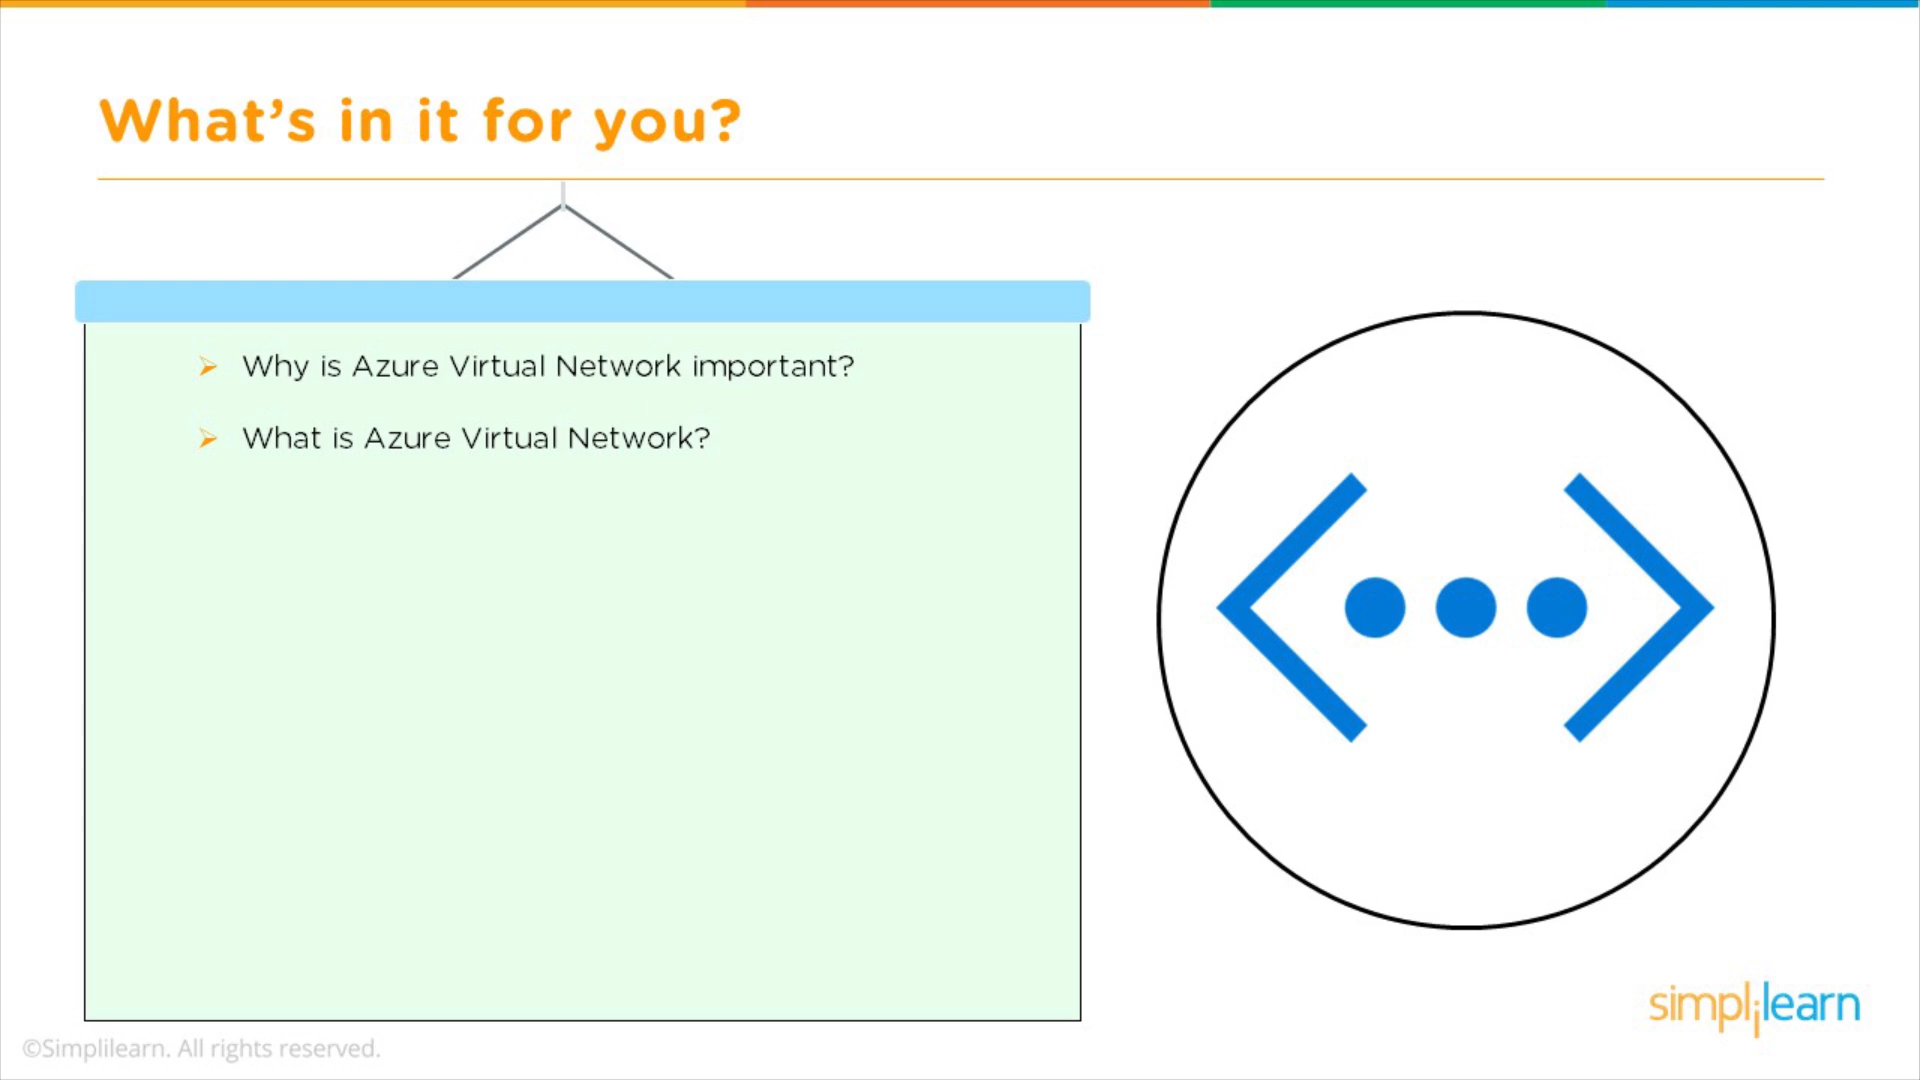 What's in it for you?
➢ Why is Azure Virtual Network important?
➢ What is Azure Virtual Network?
simplilearn
©Simplilearn. All rights reserved.